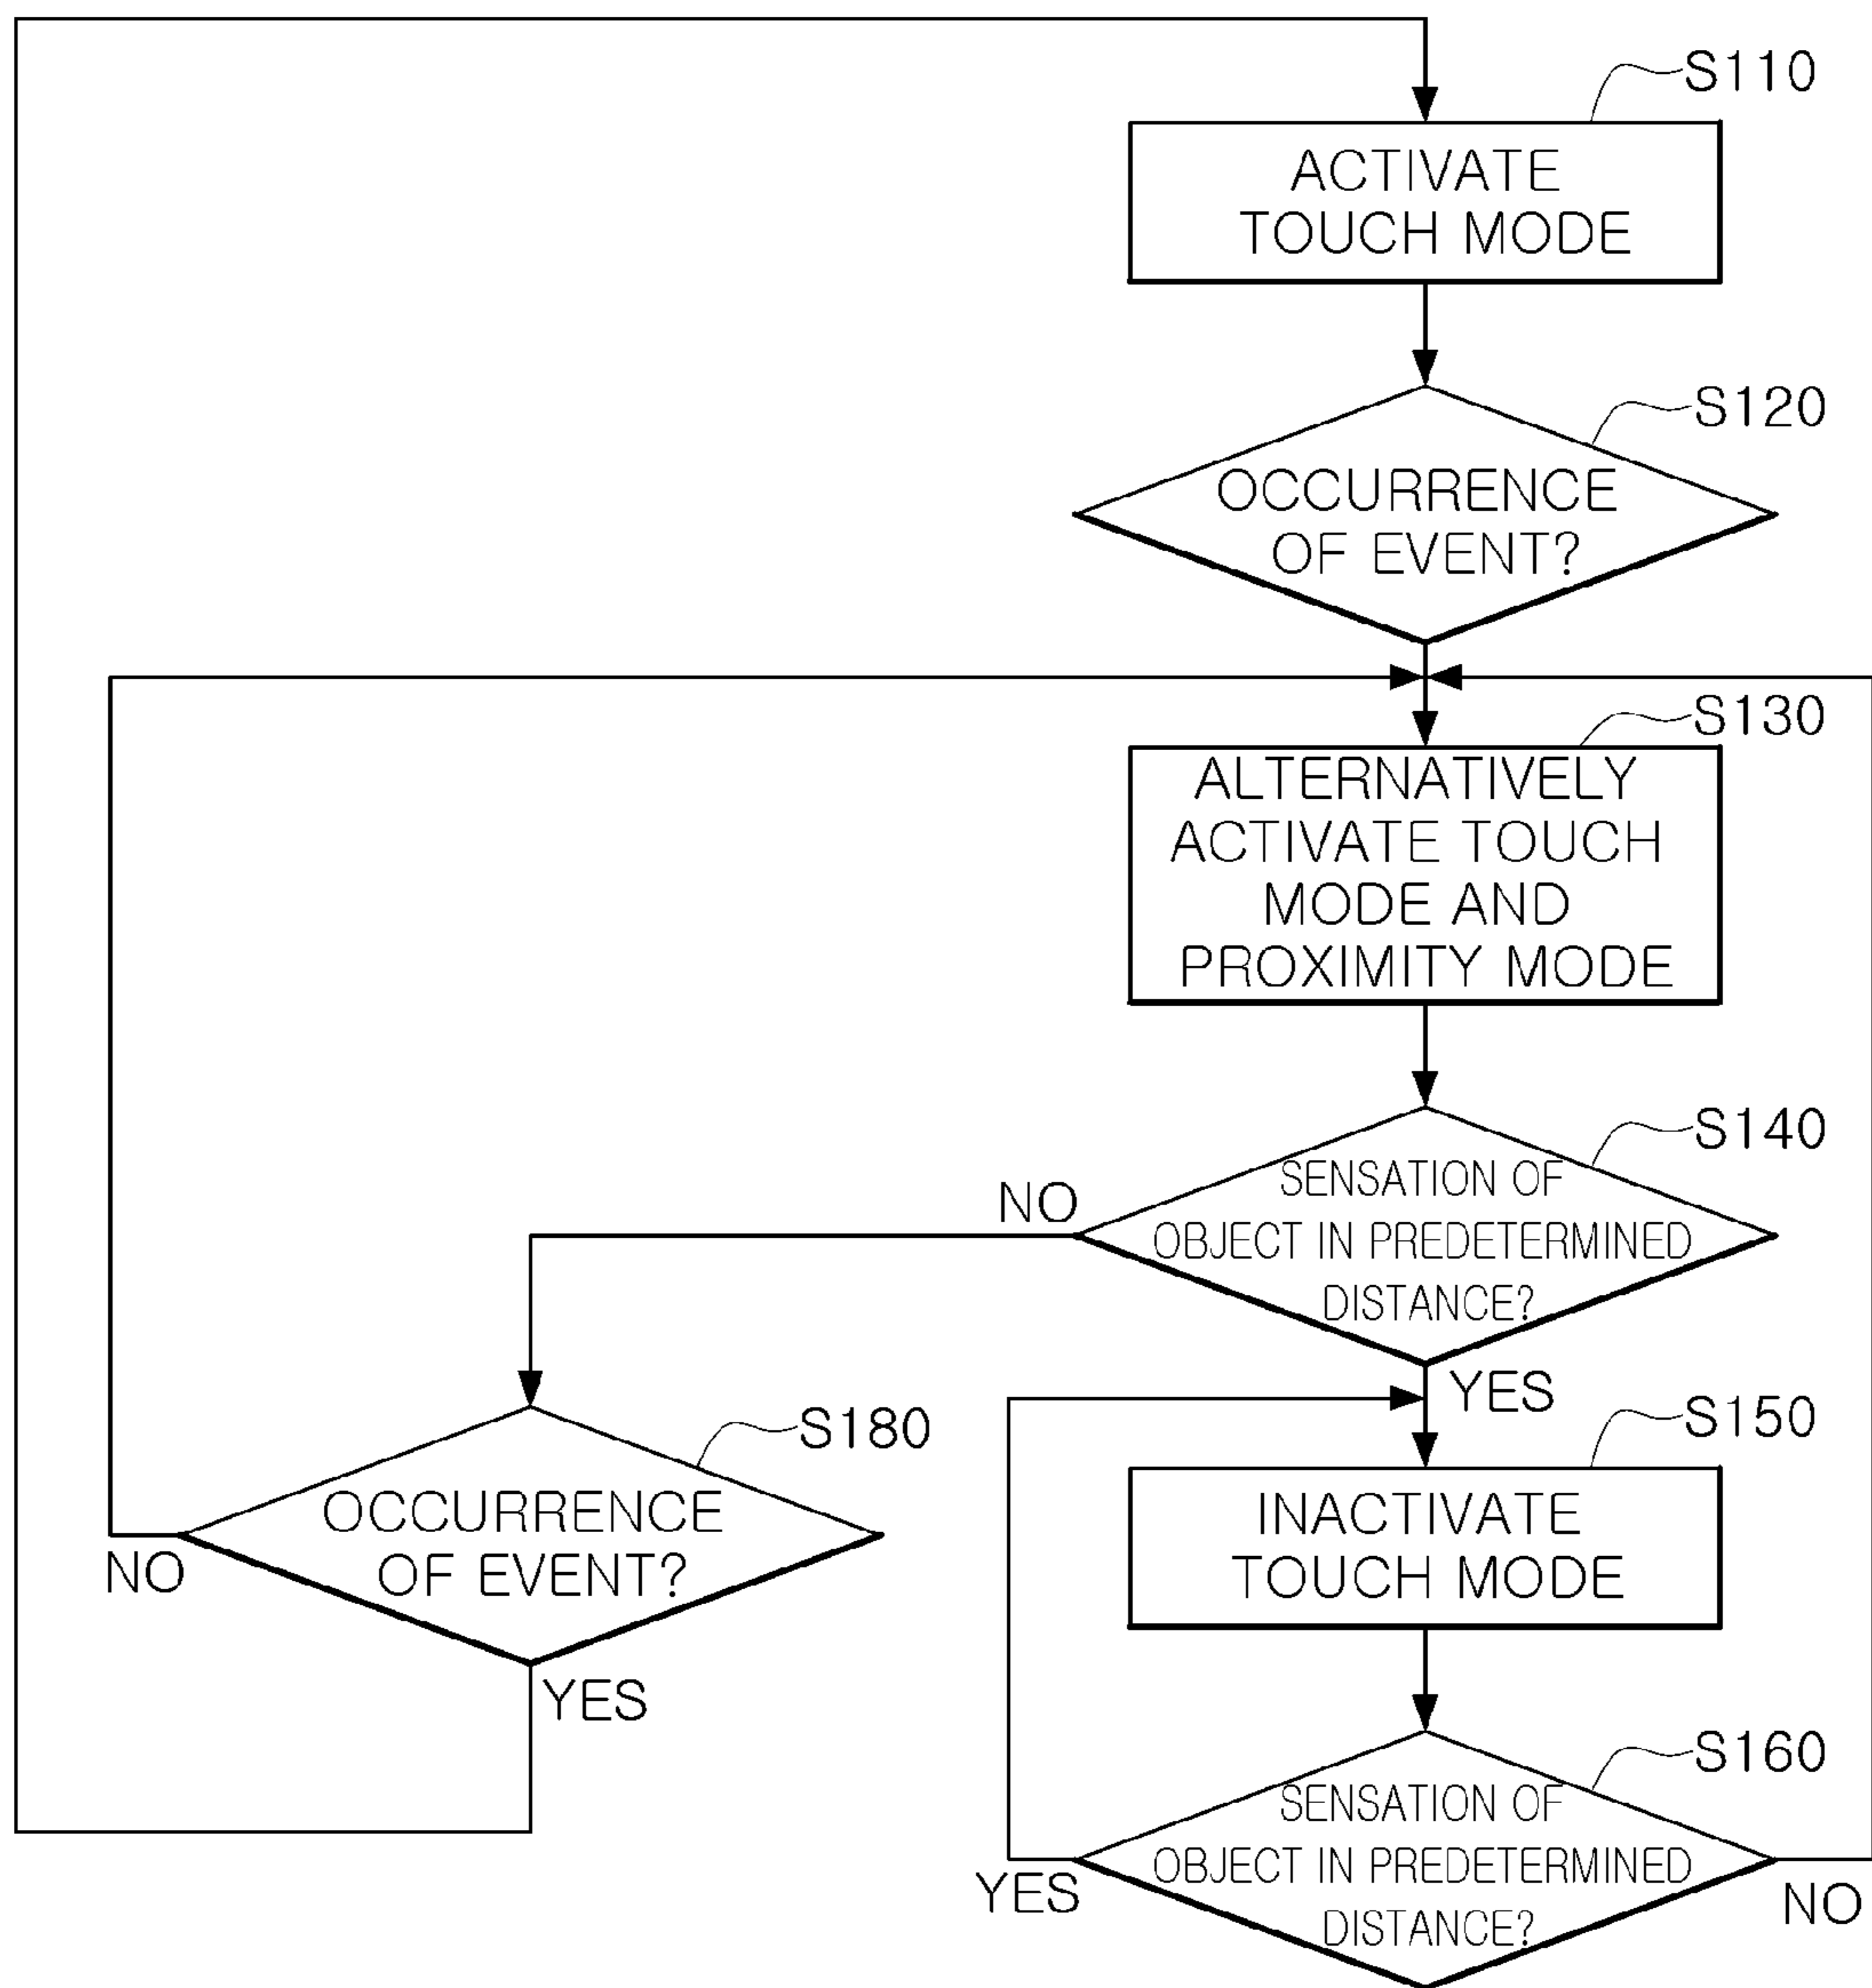 S110
ACTIVATE
TOUCH MODE
S120
OCCURRENCE
OF EVENT?
S130
ALTERNATIVELY
ACTIVATE TOUCH
MODE AND
PROXIMITY MODE
S140
SENSATION OF
OBJECT IN PREDETERMINED
DISTANCE?
NO
YES
S180
OCCURRENCE
OF EVENT?
NO
YES
S150
INACTIVATE
TOUCH MODE
S160
SENSATION OF
OBJECT IN PREDETERMINED
DISTANCE?
YES
NO